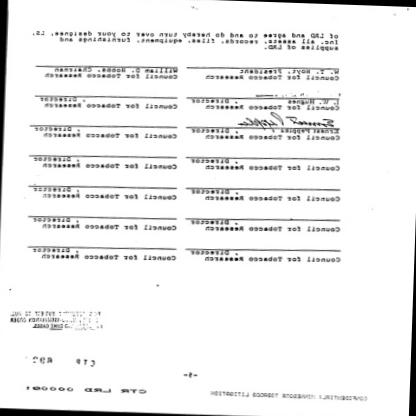 of LRD and agree to and do hereby turn over to your designee, LS,
Inc. all assets, records, files, equipment, furnishings and
supplies of LRD.
W. T. Hoyt, President
Council for Tobacco Research
William D. Hobbs, Chairman
Council for Tobacco Research
I. W. Hughes , Director
Council for Tobacco Research
, Director
Council for Tobacco Research
Ernest Pepples
Ernest Pepples , Director
Council for Tobacco Research
, Director
Council for Tobacco Research
, Director
Council for Tobacco Research
, Director
Council for Tobacco Research
, Director
Council for Tobacco Research
, Director
Council for Tobacco Research
, Director
Council for Tobacco Research
, Director
Council for Tobacco Research
, Director
Council for Tobacco Research
, Director
Council for Tobacco Research
-5-
CTR
CONFIDENTIAL: MINNESOTA TOBACCO LITIGATION
CTR LRD